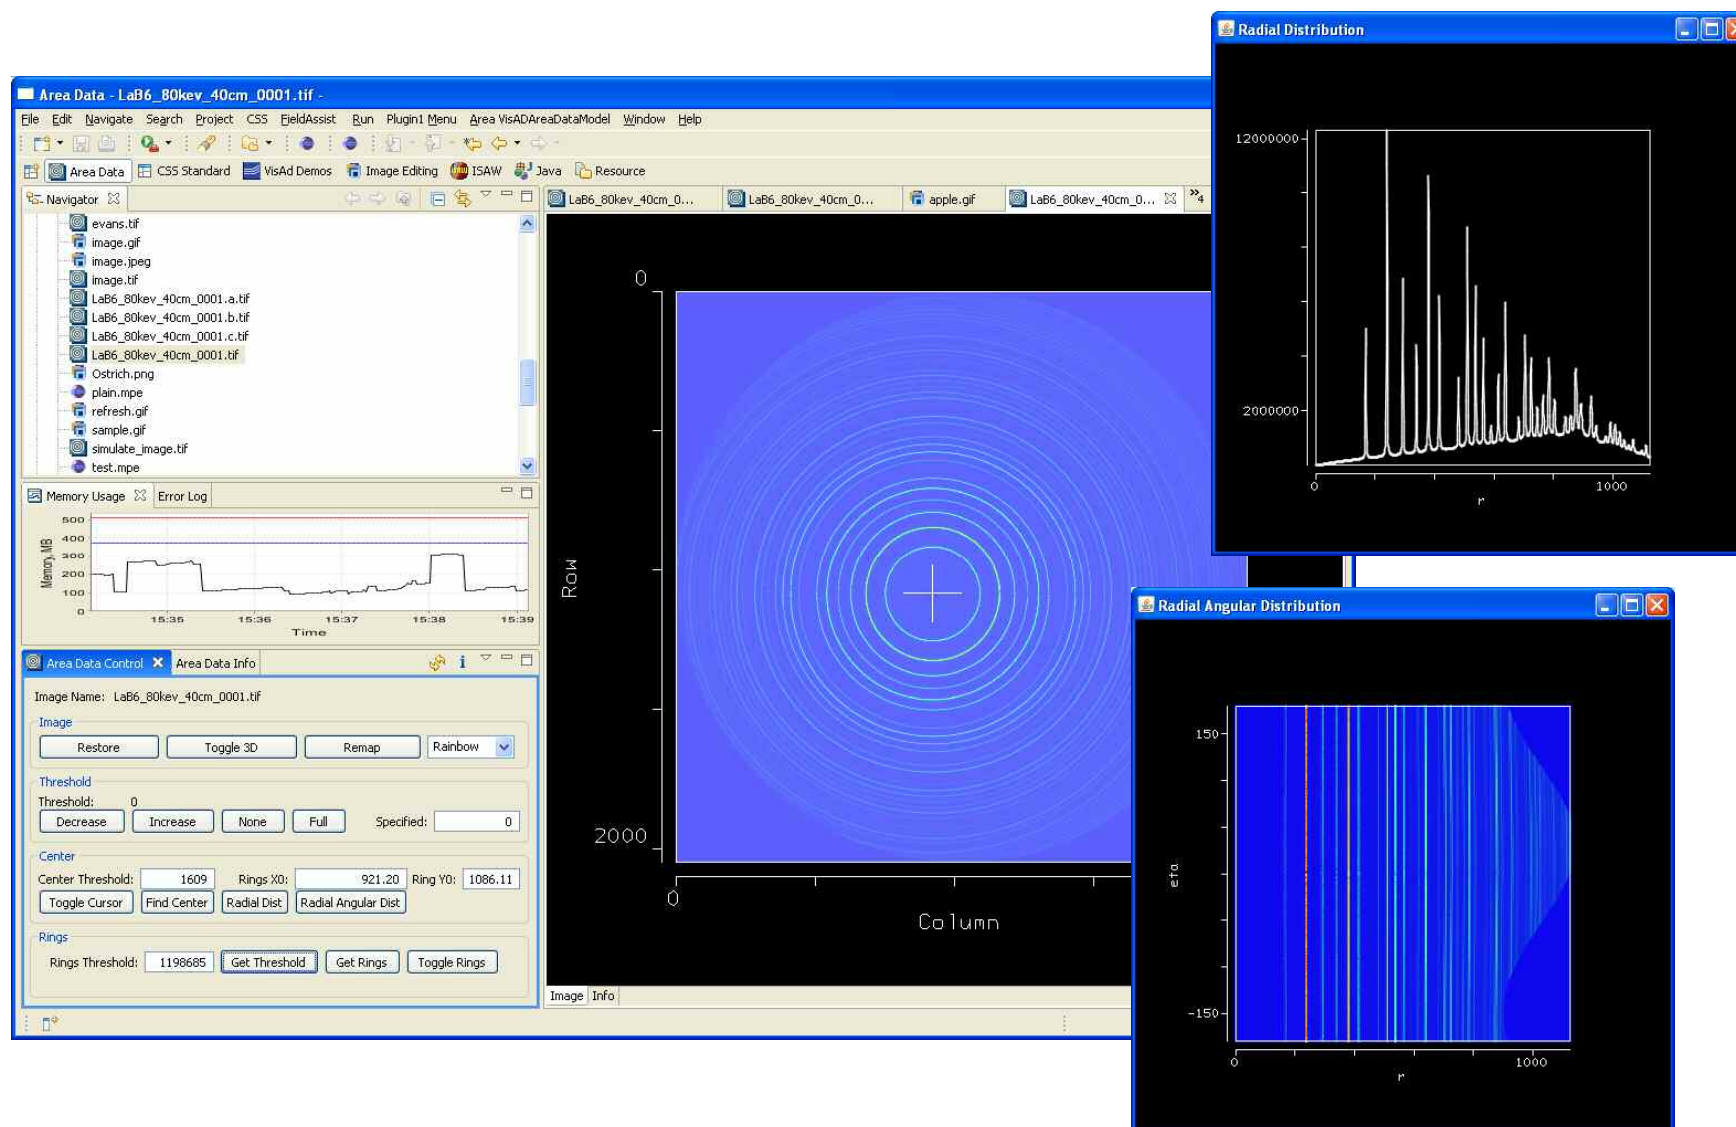 Radial Distribution
12000000
2000000
0
1000
r
Area Data - LaB6_80kev_40cm_0001.tif -
File Edit Navigate Search Project CSS FieldAssist Run Plugin1 Menu Area VisADAreaDataModel Window Help
Area Data CSS Standard VisAd Demos Image Editing ISAW Java Resource
Navigator
evans.tif
image.gif
image.jpeg
image.tif
LaB6_80kev_40cm_0001.a.tif
LaB6_80kev_40cm_0001.b.tif
LaB6_80kev_40cm_0001.c.tif
LaB6_80kev_40cm_0001.tif
Ostrich.png
plain.mpe
refresh.gif
sample.gif
simulate_image.tif
test.mpe
LaB6_80kev_40cm_0... LaB6_80kev_40cm_0... apple.gif LaB6_80kev_40cm_0... 4
0
Row
2000
0
Column
Image Info
Memory Usage Error Log
Memory, MB
500
400
300
200
100
0
15:35 15:36 15:37 15:38 15:39
Time
Area Data Control Area Data Info
Image Name: LaB6_80kev_40cm_0001.tif
Image
Restore Toggle 3D Remap Rainbow
Threshold
Threshold: 0
Decrease Increase None Full Specified: 0
Center
Center Threshold: 1609 Rings X0: 921.20 Ring Y0: 1086.11
Toggle Cursor Find Center Radial Dist Radial Angular Dist
Rings
Rings Threshold: 1198685 Get Threshold Get Rings Toggle Rings
Radial Angular Distribution
150
eta
-150
0
1000
r